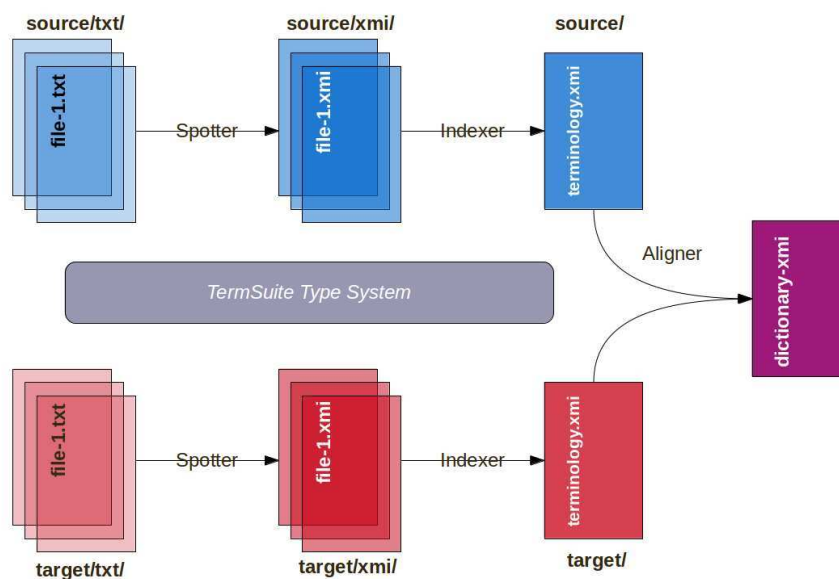 source/txt/
source/xmi/
source/
file-1.txt
Spotter
file-1.xmi
Indexer
terminology.xmi
Aligner
dictionary-xmi
TermSuite Type System
file-1.txt
Spotter
file-1.xmi
Indexer
terminology.xmi
target/txt/
target/xmi/
target/